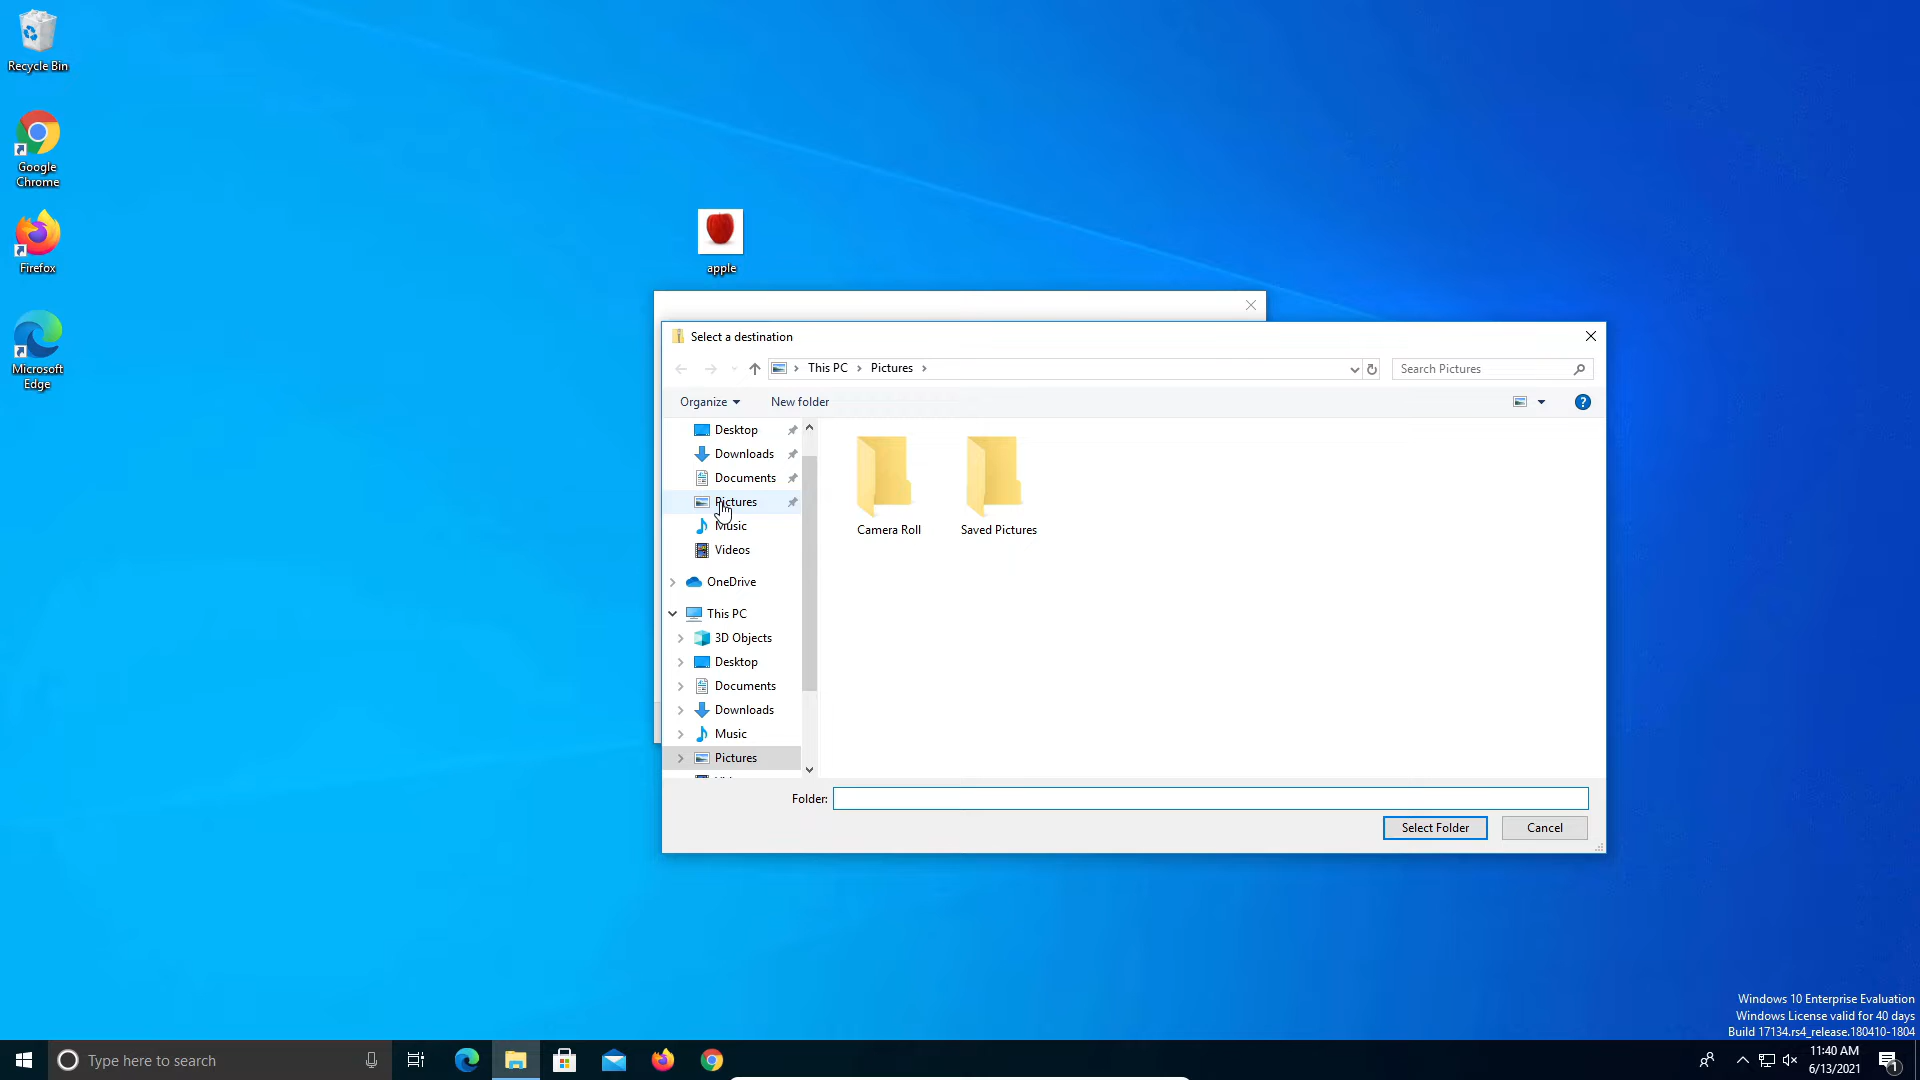 Recycle Bin
Google
Chrome
Firefox
Microsoft
Edge
apple
Select a destination
This PC
Pictures
Search Pictures
Organize
New folder
Desktop
Downloads
Documents
Pictures
Music
Videos
OneDrive
This PC
3D Objects
Desktop
Documents
Downloads
Music
Pictures
Camera Roll
Saved Pictures
Folder:
Select Folder
Cancel
Windows 10 Enterprise Evaluation
Windows License valid for 40 days
Build 17134.rs4_release.180410-1804
Type here to search
11:40 AM
6/13/2021
1